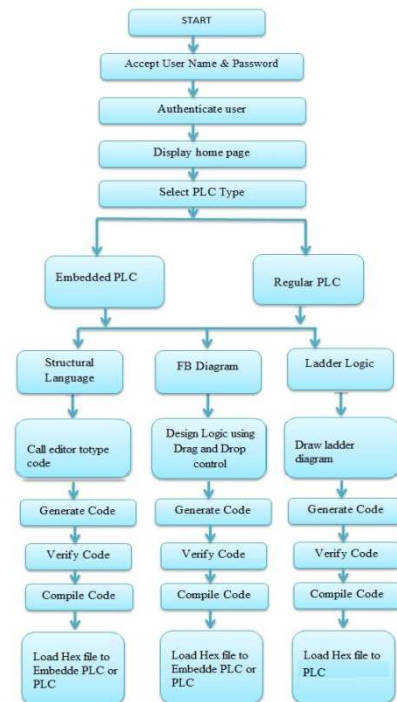 START
Accept User Name & Password
Authenticate user
Display home page
Select PLC Type
Embedded PLC
Regular PLC
Structural
Language
FB Diagram
Ladder Logic
Call editor totype
code
Design Logic using
Drag and Drop
control
Draw ladder
diagram
Generate Code
Generate Code
Generate Code
Verify Code
Verify Code
Verify Code
Compile Code
Compile Code
Compile Code
Load Hex file to
Embedde PLC or
PLC
Load Hex file to
Embedde PLC or
PLC
Load Hex file to
PLC